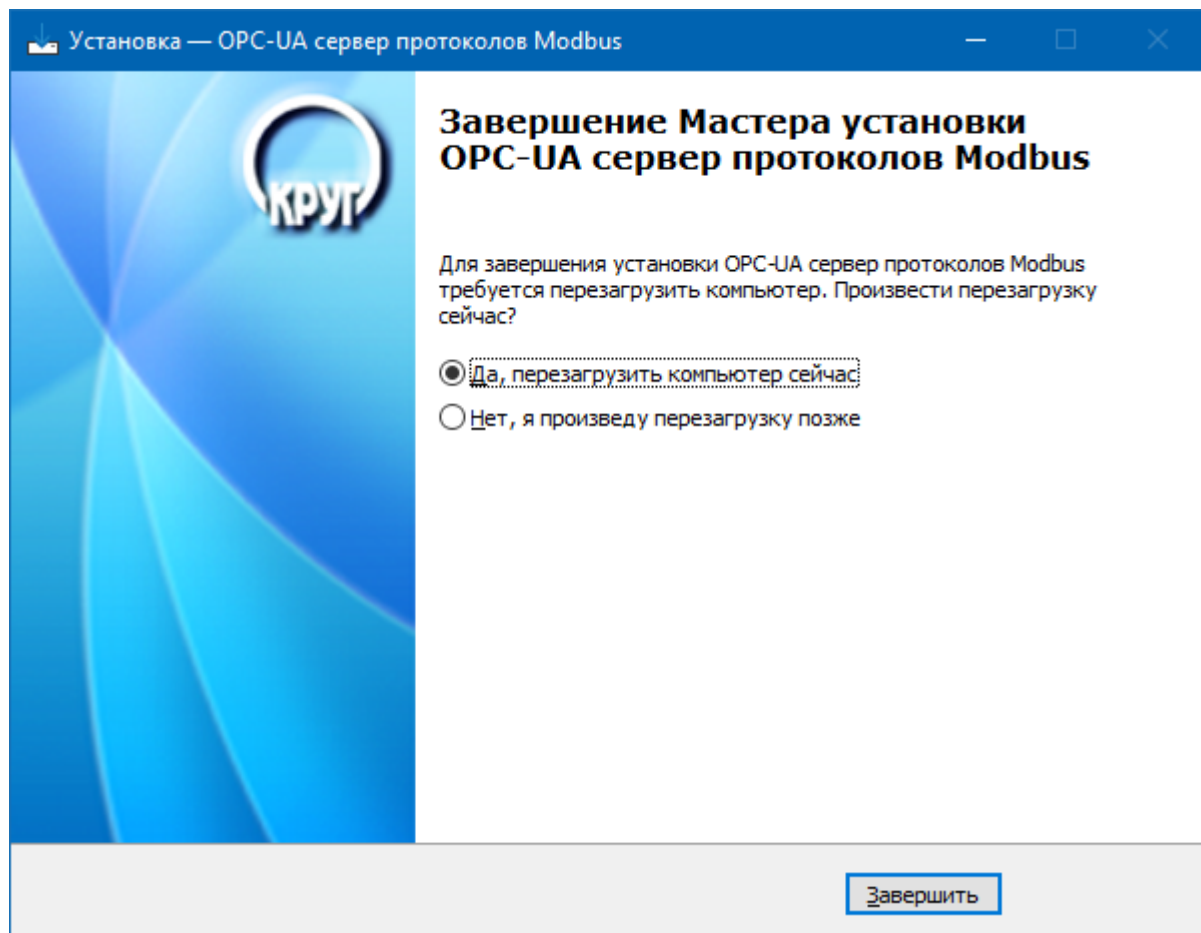 Установка — OPC-UA сервер протоколов Modbus
КРУГ
Завершение Мастера установки
OPC-UA сервер протоколов Modbus
Для завершения установки OPC-UA сервер протоколов Modbus
требуется перезагрузить компьютер. Произвести перезагрузку
сейчас?
Да, перезагрузить компьютер сейчас
Нет, я произведу перезагрузку позже
Завершить